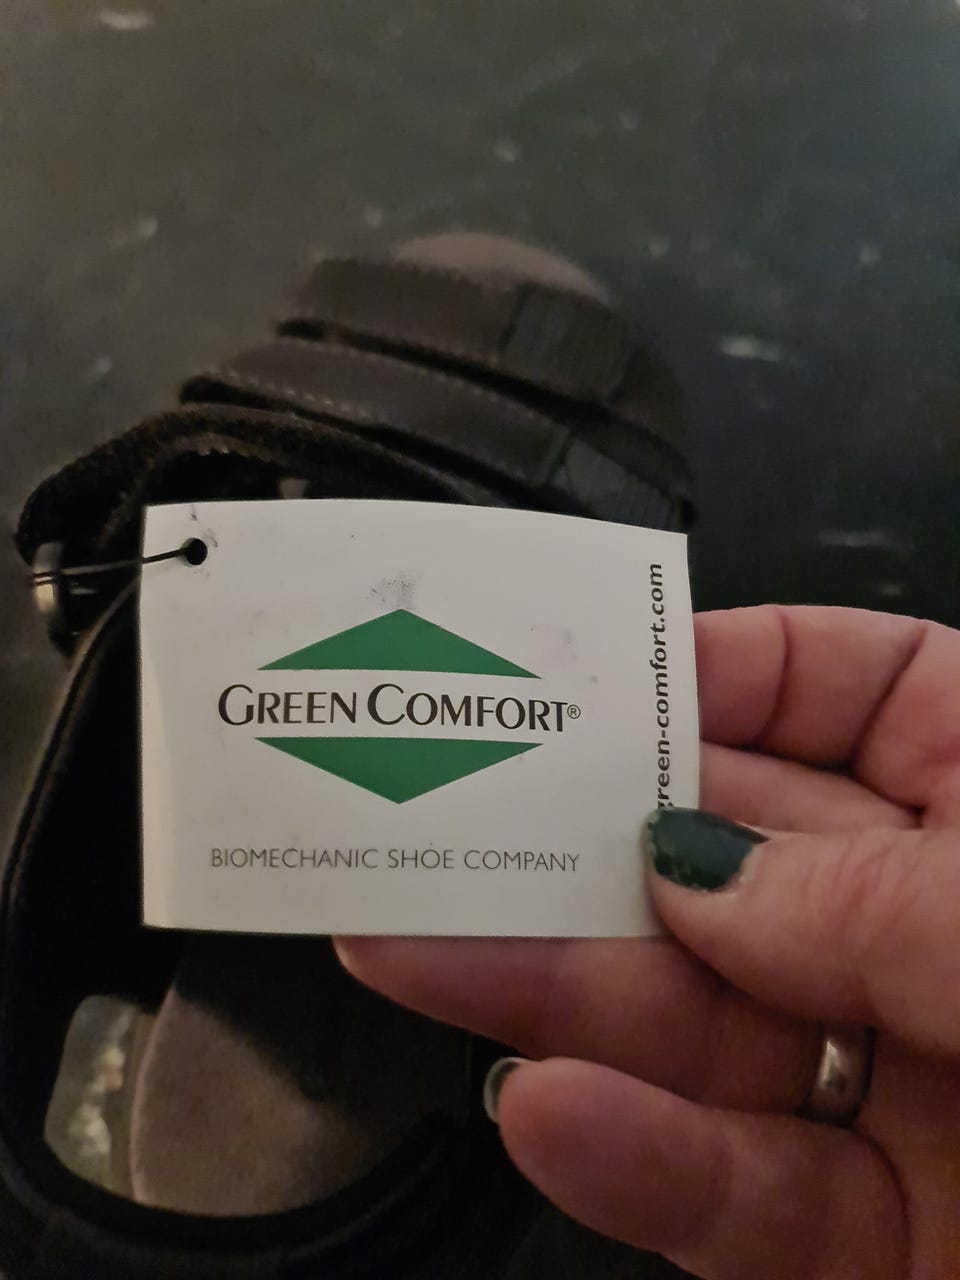 GREEN COMFORT®
BIOMECHANIC SHOE COMPANY
green-comfort.com